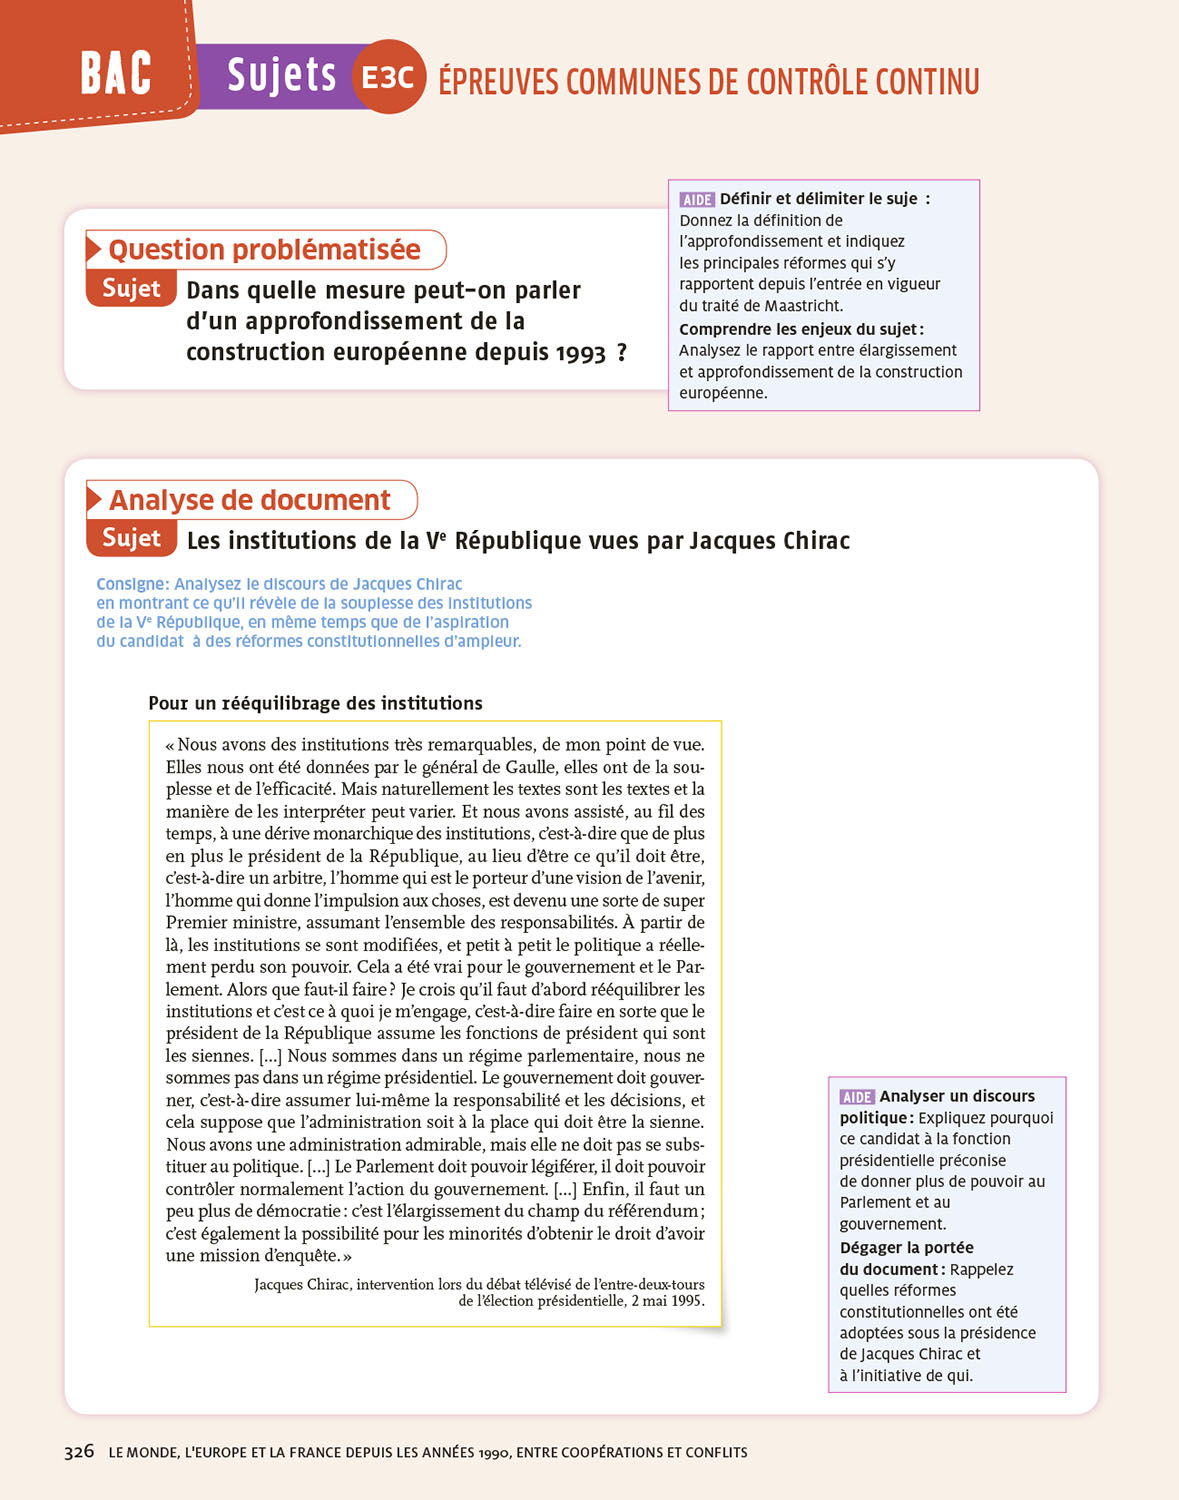 BAC
Sujets E3C ÉPREUVES COMMUNES DE CONTRÔLE CONTINU
Question problématisée
Sujet Dans quelle mesure peut-on parler
d’un approfondissement de la
construction européenne depuis 1993 ?
AIDE Définir et délimiter le suje :
Donnez la définition de
l’approfondissement et indiquez
les principales réformes qui s’y
rapportent depuis l’entrée en vigueur
du traité de Maastricht.
Comprendre les enjeux du sujet :
Analysez le rapport entre élargissement
et approfondissement de la construction
européenne.
Analyse de document
Sujet Les institutions de la Ve République vues par Jacques Chirac
Consigne : Analysez le discours de Jacques Chirac
en montrant ce qu’il révèle de la souplesse des institutions
de la Ve République, en même temps que de l’aspiration
du candidat à des réformes constitutionnelles d’ampleur.
Pour un rééquilibrage des institutions
« Nous avons des institutions très remarquables, de mon point de vue.
Elles nous ont été données par le général de Gaulle, elles ont de la sou-
plesse et de l’efficacité. Mais naturellement les textes sont les textes et la
manière de les interpréter peut varier. Et nous avons assisté, au fil des
temps, à une dérive monarchique des institutions, c’est-à-dire que de plus
en plus le président de la République, au lieu d’être ce qu’il doit être,
c’est-à-dire un arbitre, l’homme qui est le porteur d’une vision de l’avenir,
l’homme qui donne l’impulsion aux choses, est devenu une sorte de super
Premier ministre, assumant l’ensemble des responsabilités. À partir de
là, les institutions se sont modifiées, et petit à petit le politique a réelle-
ment perdu son pouvoir. Cela a été vrai pour le gouvernement et le Par-
lement. Alors que faut-il faire ? Je crois qu’il faut d’abord rééquilibrer les
institutions et c’est ce à quoi je m’engage, c’est-à-dire faire en sorte que le
président de la République assume les fonctions de président qui sont
les siennes. [...] Nous sommes dans un régime parlementaire, nous ne
sommes pas dans un régime présidentiel. Le gouvernement doit gouver-
ner, c’est-à-dire assumer lui-même la responsabilité et les décisions, et
cela suppose que l’administration soit à la place qui doit être la sienne.
Nous avons une administration admirable, mais elle ne doit pas se subs-
tituer au politique. [...] Le Parlement doit pouvoir légiférer, il doit pouvoir
contrôler normalement l’action du gouvernement. [...] Enfin, il faut un
peu plus de démocratie : c’est l’élargissement du champ du référendum ;
c’est également la possibilité pour les minorités d’obtenir le droit d’avoir
une mission d’enquête. »
Jacques Chirac, intervention lors du débat télévisé de l’entre-deux-tours
de l’élection présidentielle, 2 mai 1995.
AIDE Analyser un discours
politique : Expliquez pourquoi
ce candidat à la fonction
présidentielle préconise
de donner plus de pouvoir au
Parlement et au
gouvernement.
Dégager la portée
du document : Rappelez
quelles réformes
constitutionnelles ont été
adoptées sous la présidence
de Jacques Chirac et
à l’initiative de qui.
326 LE MONDE, L'EUROPE ET LA FRANCE DEPUIS LES ANNÉES 1990, ENTRE COOPÉRATIONS ET CONFLITS